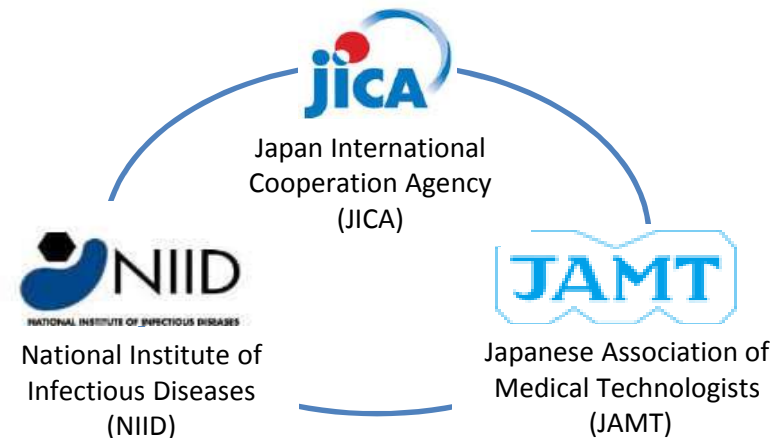 jICA
Japan International
Cooperation Agency
(JICA)
NIID
NATIONAL INSTITUTE OF INFECTIOUS DISEASES
National Institute of
Infectious Diseases
(NIID)
JAMT
Japanese Association of
Medical Technologists
(JAMT)